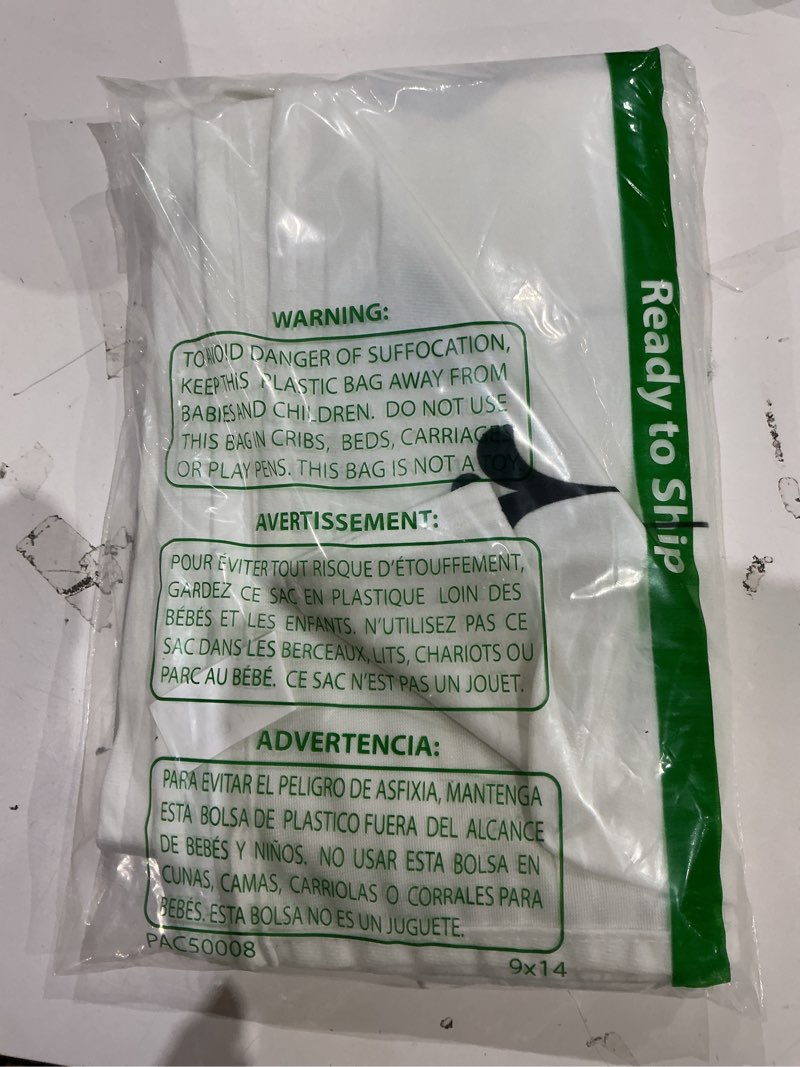 WARNING:
TO AVOID DANGER OF SUFFOCATION,
KEEP THIS PLASTIC BAG AWAY FROM
BABIES AND CHILDREN. DO NOT USE
THIS BAG IN CRIBS, BEDS, CARRIAGES
OR PLAY PENS. THIS BAG IS NOT A TOY.
AVERTISSEMENT:
POUR ÉVITER TOUT RISQUE D'ÉTOUFFEMENT,
GARDEZ CE SAC EN PLASTIQUE LOIN DES
BÉBÉS ET LES ENFANTS. N'UTILISEZ PAS CE
SAC DANS LES BERCEAUX, LITS, CHARIOTS OU
PARC AU BÉBÉ. CE SAC N'EST PAS UN JOUET.
ADVERTENCIA:
PARA EVITAR EL PELIGRO DE ASFIXIA, MANTENGA
ESTA BOLSA DE PLASTICO FUERA DEL ALCANCE
DE BEBÉS Y NIÑOS. NO USAR ESTA BOLSA EN
CUNAS, CAMAS, CARRIOLAS O CORRALES PARA
BEBÉS. ESTA BOLSA NO ES UN JUGUETE.
PAC50008
9x14
Ready to Ship